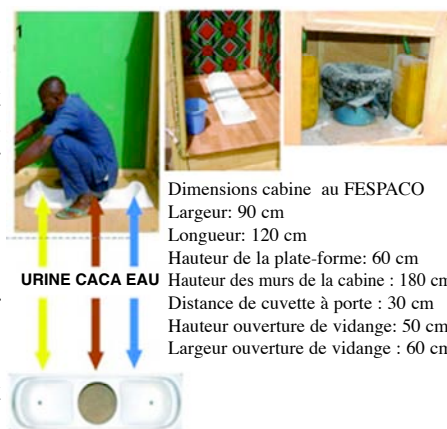 1
Dimensions cabine au FESPACO
Largeur: 90 cm
Longueur: 120 cm
Hauteur de la plate-forme: 60 cm
URINE CACA EAU
Hauteur des murs de la cabine : 180 cm
Distance de cuvette à porte : 30 cm
Hauteur ouverture de vidange: 50 cm
Largeur ouverture de vidange : 60 cm